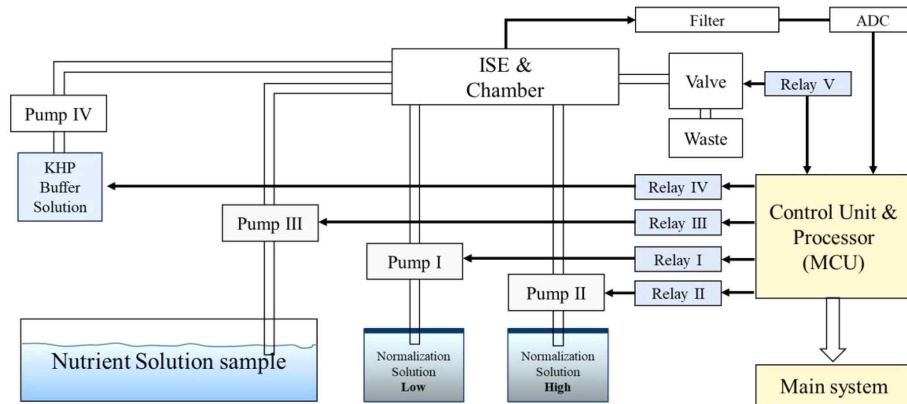 Filter
ADC
ISE &
Chamber
Valve
Relay V
Pump IV
Waste
KHP
Buffer
Solution
Relay IV
Pump III
Relay III
Control Unit &
Processor
(MCU)
Pump I
Relay I
Pump II
Relay II
Nutrient Solution sample
Normalization
Solution
Low
Normalization
Solution
High
Main system